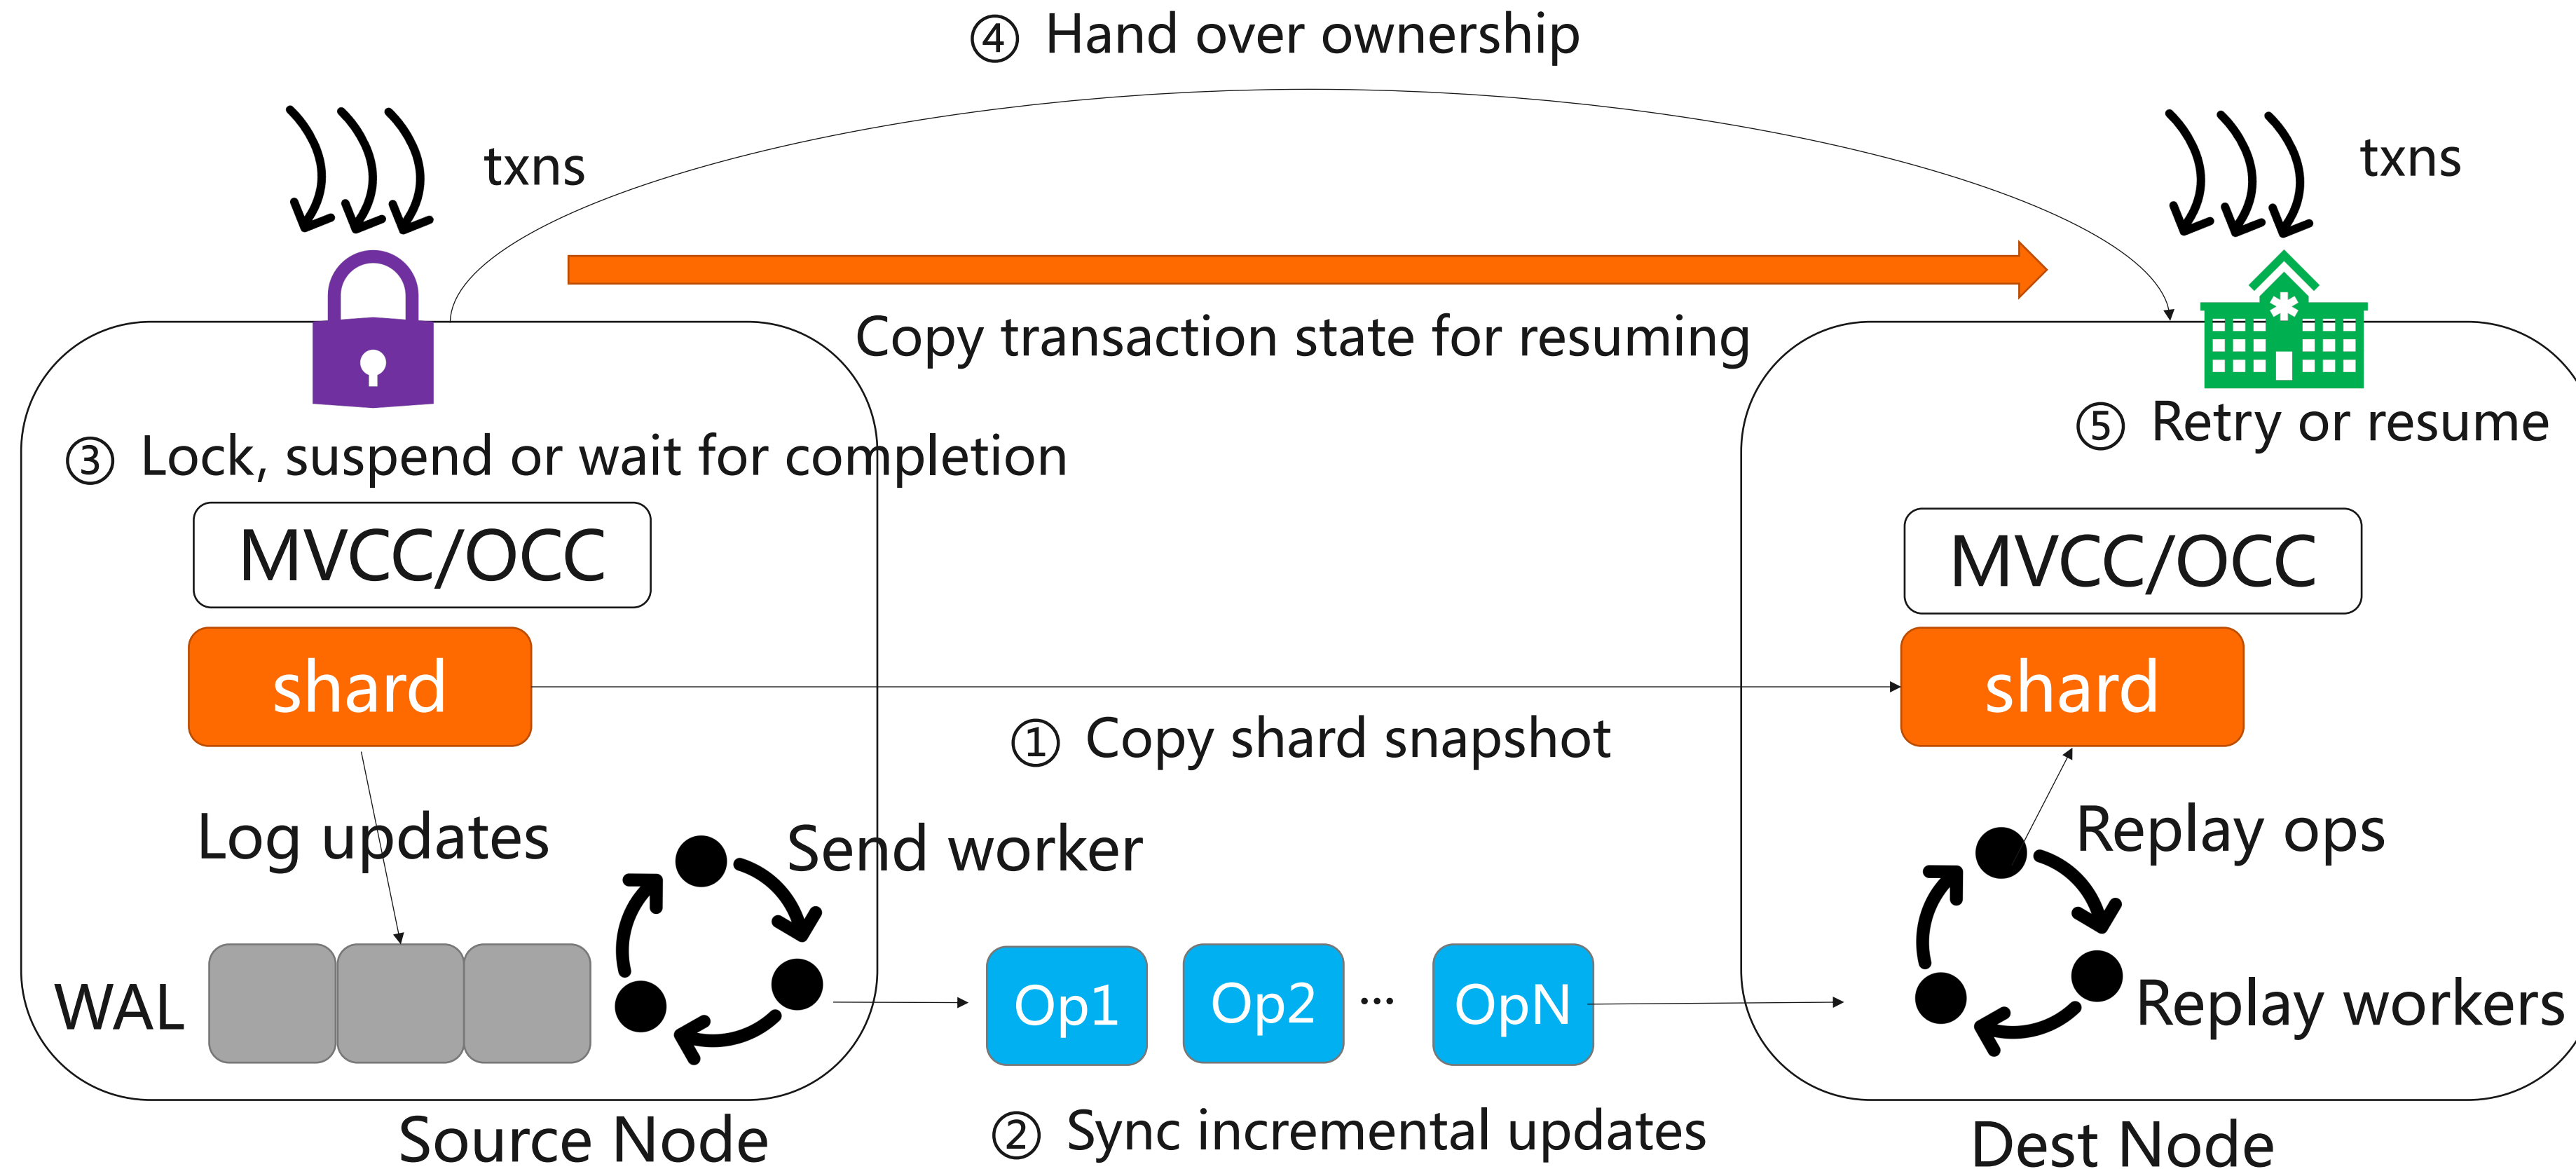 ④ Hand over ownership
txns
txns
Copy transaction state for resuming
③ Lock, suspend or wait for completion
⑤ Retry or resume
MVCC/OCC
MVCC/OCC
shard
shard
① Copy shard snapshot
Log updates
Send worker
Replay ops
WAL
Op1
Op2
...
OpN
Replay workers
② Sync incremental updates
Source Node
Dest Node